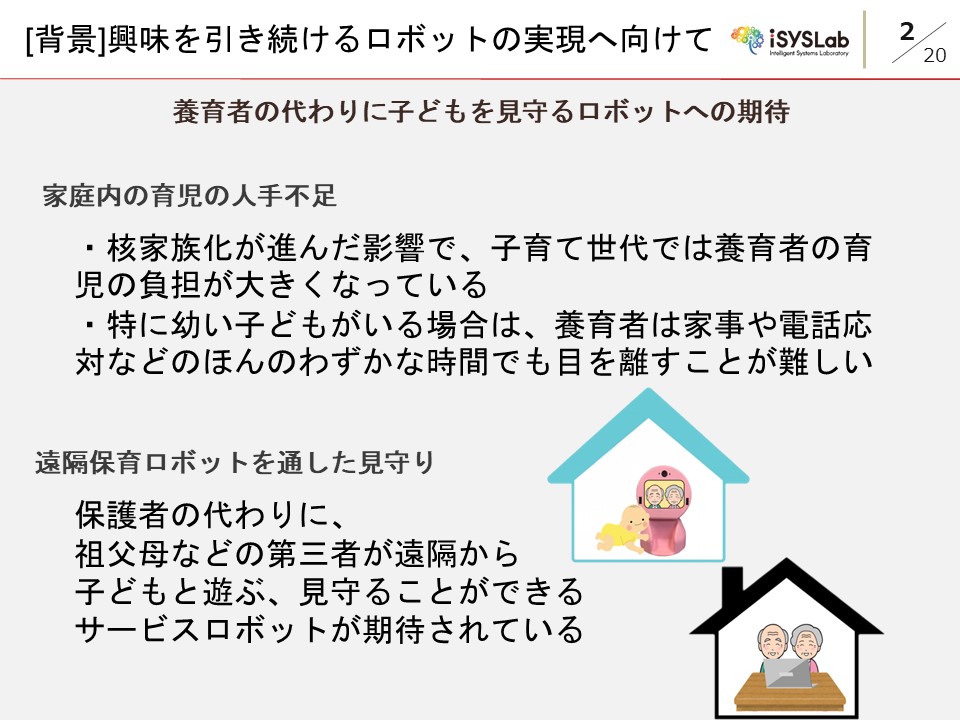 [背景]興味を引き続けるロボットの実現へ向けて
iSYSLab
Intelligent Systems Laboratory
2
20
養育者の代わりに子どもを見守るロボットへの期待
家庭内の育児の人手不足
・核家族化が進んだ影響で、子育て世代では養育者の育
児の負担が大きくなっている
・特に幼い子どもがいる場合は、養育者は家事や電話応
対などのほんのわずかな時間でも目を離すことが難しい
遠隔保育ロボットを通した見守り
保護者の代わりに、
祖父母などの第三者が遠隔から
子どもと遊ぶ、見守ることができる
サービスロボットが期待されている